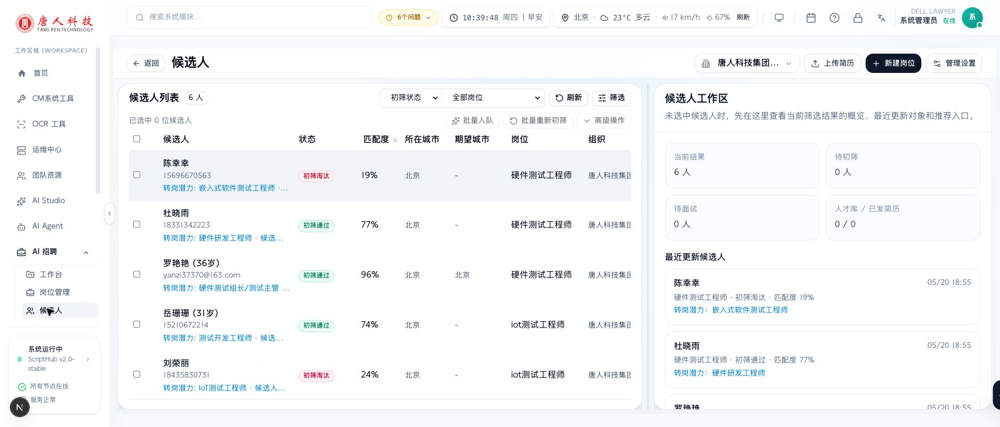 唐人科技
TANG REN TECHNOLOGY
搜索系统模块...
6个问题
10:39:48 周四 | 早安
北京 · 23°C 多云 · 17 km/h 67% 刷新
DELL LAWYER
系统管理员 在线
系
工作区域 (WORKSPACE)
首页
CM系统工具
OCR 工具
运维中心
团队资源
AI Studio
AI Agent
AI 招聘
工作台
岗位管理
候选人
系统运行中
ScriptHub v2.0-
stable
所有节点在线
服务正常
N
返回
候选人
唐人科技集团...
上传简历
新建岗位
管理设置
候选人列表 6 人
初筛状态
全部岗位
刷新
筛选
已选中 0 位候选人
批量入队
批量重新初筛
高级操作
候选人 状态 匹配度 所在城市 期望城市 岗位 组织
陈幸幸
15696670563
转岗潜力: 嵌入式软件测试工程师 ·...
初筛淘汰 19% 北京 - 硬件测试工程师 唐人科技集团
杜晓雨
18331342223
转岗潜力: 硬件研发工程师 · 候选...
初筛通过 77% 北京 - 硬件测试工程师 唐人科技集团
罗艳艳 (36岁)
yanzi37370@163.com
转岗潜力: 硬件测试组长/测试主管 ...
初筛通过 96% 北京 北京 硬件测试工程师 唐人科技集团
岳珊珊 (31岁)
15210672214
转岗潜力: 测试开发工程师 · 候选...
初筛通过 74% 北京 - iot测试工程师 唐人科技集团
刘荣丽
18435830731
转岗潜力: IoT测试工程师 · 候选人...
初筛淘汰 24% 北京 - iot测试工程师 唐人科技集团
候选人工作区
未选中候选人时，先在这里查看当前筛选结果的概览、最近更新对象和推荐入口。
当前结果
6 人
待初筛
0 人
待面试
0 人
人才库 / 已发简历
0 / 0
最近更新候选人
陈幸幸 05/20 18:55
硬件测试工程师 · 初筛淘汰 · 匹配度 19%
转岗潜力：嵌入式软件测试工程师
杜晓雨 05/20 18:55
硬件测试工程师 · 初筛通过 · 匹配度 77%
转岗潜力：硬件研发工程师
罗艳艳 05/20 18:55